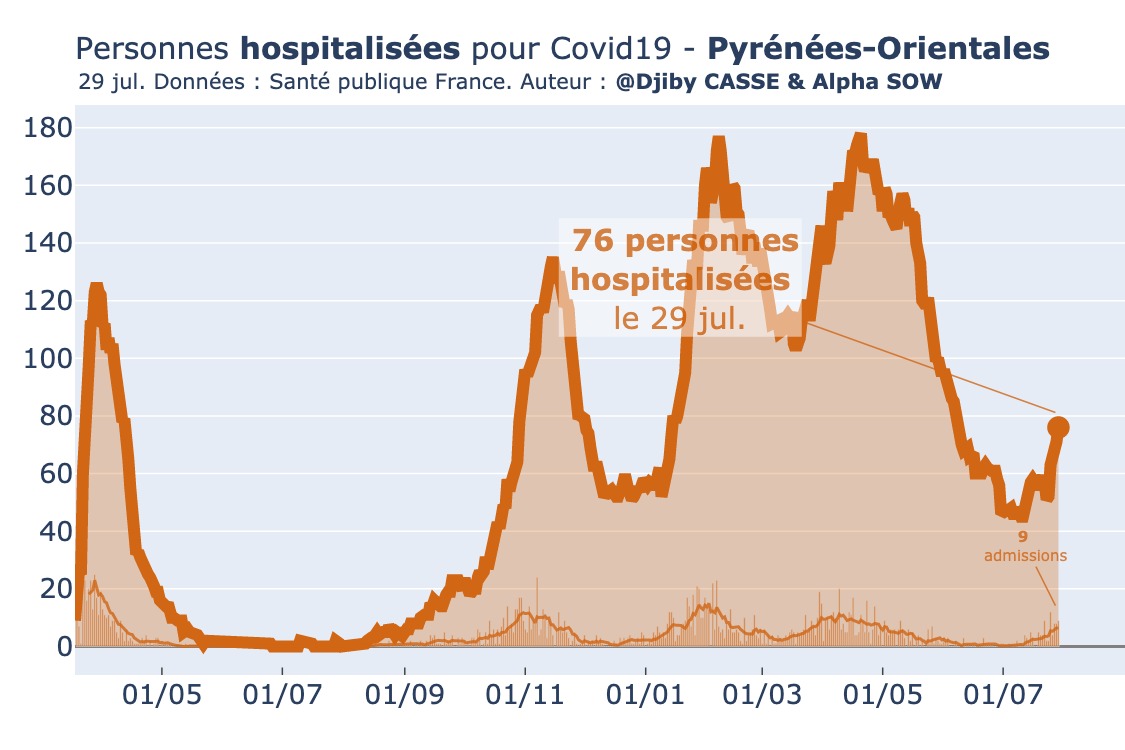 Personnes hospitalisées pour Covid19 - Pyrénées-Orientales
29 jul. Données : Santé publique France. Auteur : @Djiby CASSE & Alpha SOW
180
160
140
120
100
80
60
40
20
0
76 personnes
hospitalisées
le 29 jul.
9
admissions
01/05 01/07 01/09 01/11 01/01 01/03 01/05 01/07